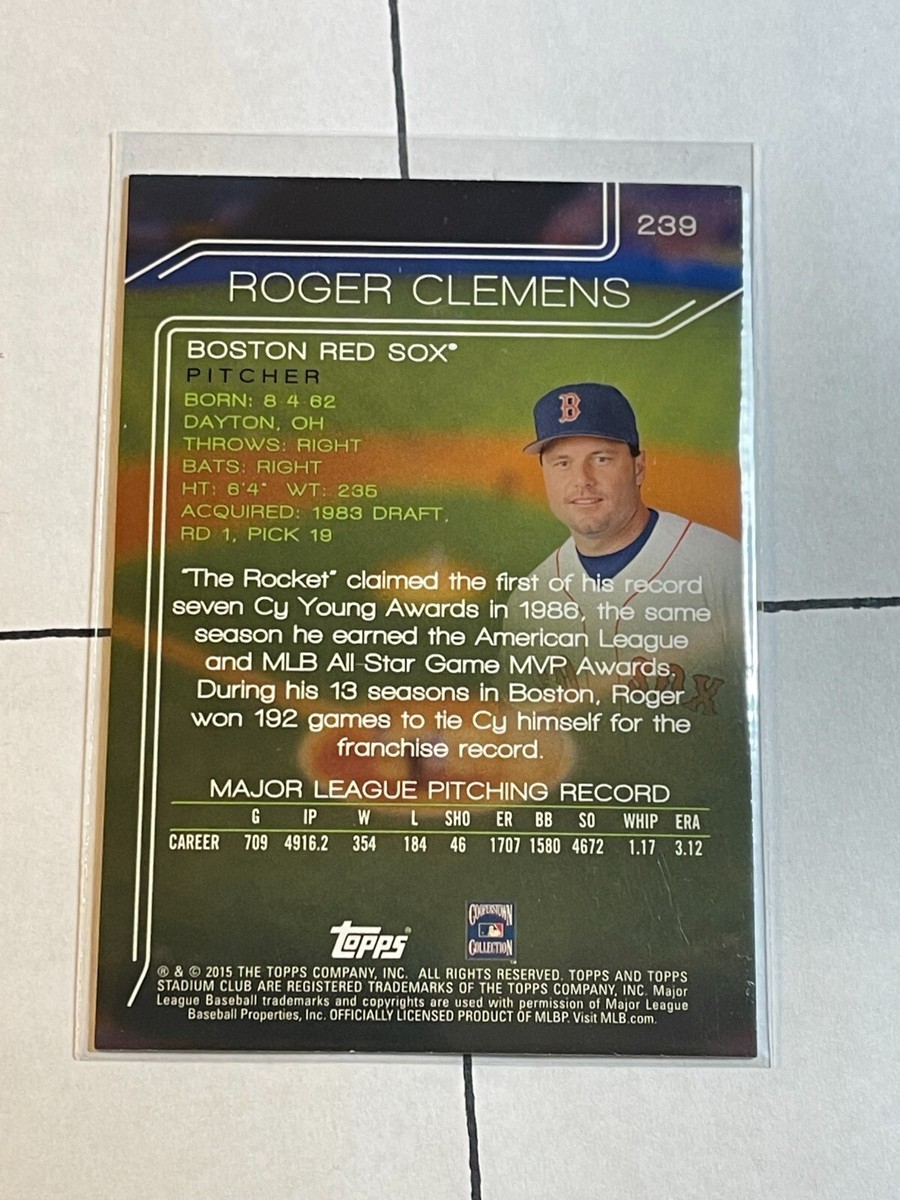 239
ROGER CLEMENS
BOSTON RED SOX®
PITCHER
BORN: 8-4-62
DAYTON, OH
THROWS: RIGHT
BATS: RIGHT
HT: 6'4" WT: 235
ACQUIRED: 1983 DRAFT,
RD 1, PICK 19
B
"The Rocket" claimed the first of his record
seven Cy Young Awards in 1986, the same
season he earned the American League
and MLB All-Star Game MVP Awards.
During his 13 seasons in Boston, Roger
won 192 games to tie Cy himself for the
franchise record.
SOX
MAJOR LEAGUE PITCHING RECORD
G IP W L SHO ER BB SO WHIP ERA
CAREER 709 4916.2 354 184 46 1707 1580 4672 1.17 3.12
topps®
COOPERSTOWN
COLLECTION
® & © 2015 THE TOPPS COMPANY, INC. ALL RIGHTS RESERVED. TOPPS AND TOPPS
STADIUM CLUB ARE REGISTERED TRADEMARKS OF THE TOPPS COMPANY, INC. Major
League Baseball trademarks and copyrights are used with permission of Major League
Baseball Properties, Inc. OFFICIALLY LICENSED PRODUCT OF MLBP. Visit MLB.com.